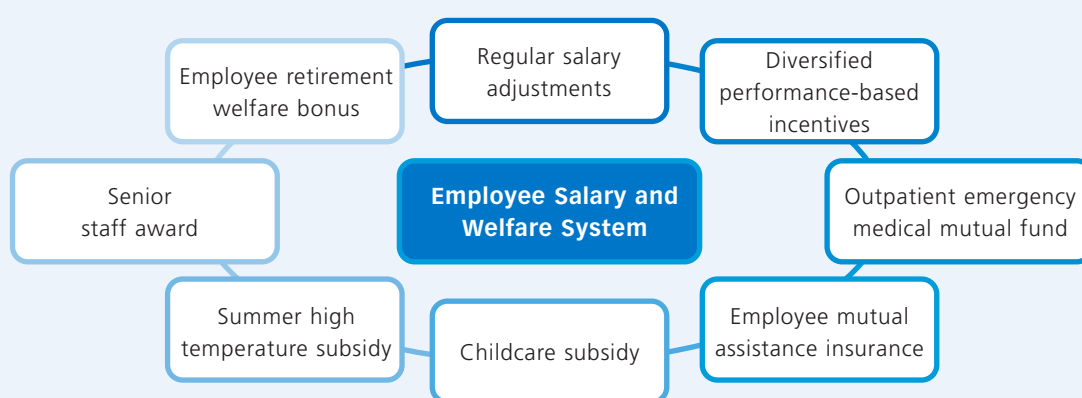 Regular salary
adjustments
Diversified
performance-based
incentives
Outpatient emergency
medical mutual fund
Employee mutual
assistance insurance
Childcare subsidy
Summer high
temperature subsidy
Senior
staff award
Employee retirement
welfare bonus
Employee Salary and
Welfare System